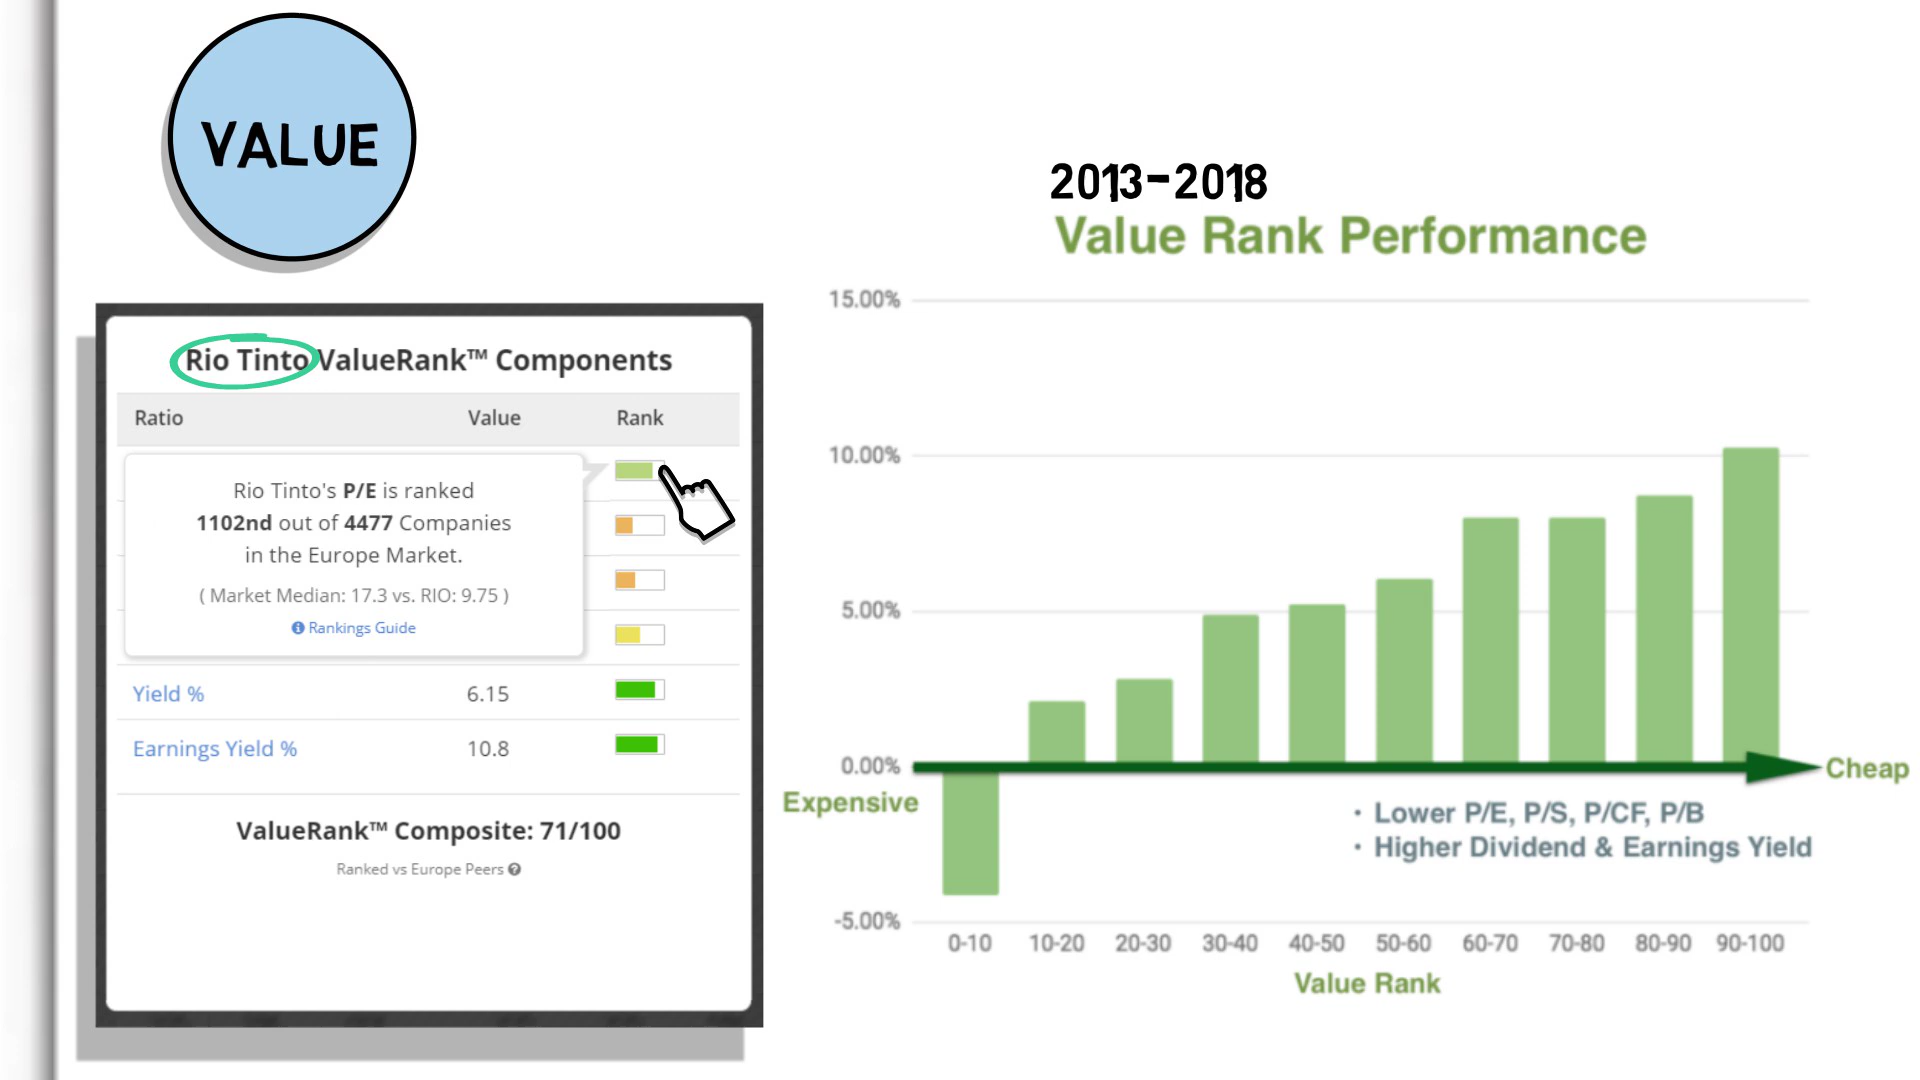 VALUE
Rio Tinto ValueRank™ Components
Ratio Value Rank
Rio Tinto's P/E is ranked
1102nd out of 4477 Companies
in the Europe Market.
( Market Median: 17.3 vs. RIO: 9.75 )
Rankings Guide
Yield % 6.15
Earnings Yield % 10.8
ValueRank™ Composite: 71/100
Ranked vs Europe Peers
2013-2018
Value Rank Performance
15.00%
10.00%
5.00%
0.00%
-5.00%
Expensive
Cheap
• Lower P/E, P/S, P/CF, P/B
• Higher Dividend & Earnings Yield
0-10 10-20 20-30 30-40 40-50 50-60 60-70 70-80 80-90 90-100
Value Rank